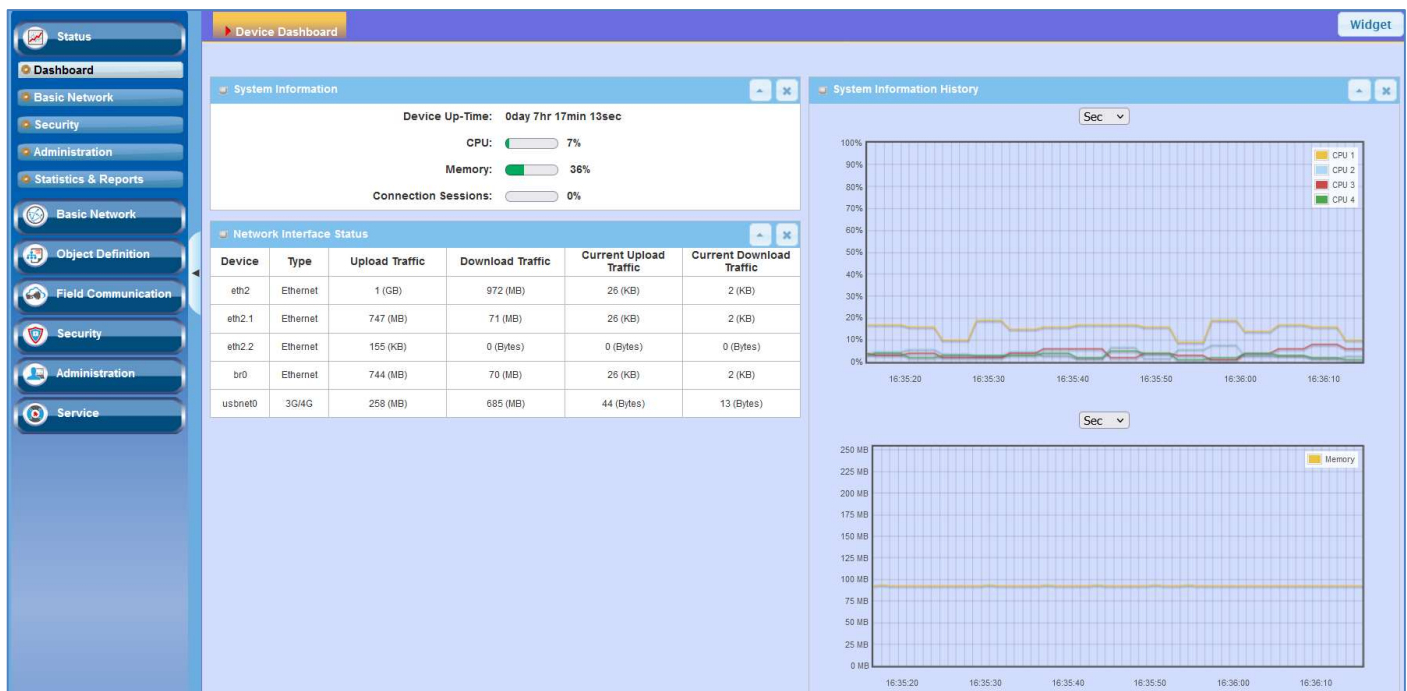 Status
Dashboard
Basic Network
Security
Administration
Statistics & Reports
Basic Network
Object Definition
Field Communication
Security
Administration
Service
Device Dashboard
Widget
System Information
Device Up-Time: 0day 7hr 17min 13sec
CPU: 7%
Memory: 36%
Connection Sessions: 0%
Network Interface Status
Device Type Upload Traffic Download Traffic Current Upload Traffic Current Download Traffic
eth2 Ethernet 1 (GB) 972 (MB) 26 (KB) 2 (KB)
eth2.1 Ethernet 747 (MB) 71 (MB) 26 (KB) 2 (KB)
eth2.2 Ethernet 155 (KB) 0 (Bytes) 0 (Bytes) 0 (Bytes)
br0 Ethernet 744 (MB) 70 (MB) 26 (KB) 2 (KB)
usbnet0 3G/4G 258 (MB) 685 (MB) 44 (Bytes) 13 (Bytes)
System Information History
Sec
100%
90%
80%
70%
60%
50%
40%
30%
20%
10%
0%
CPU 1
CPU 2
CPU 3
CPU 4
16:35:20 16:35:30 16:35:40 16:35:50 16:36:00 16:36:10
Sec
250 MB
225 MB
200 MB
175 MB
150 MB
125 MB
100 MB
75 MB
50 MB
25 MB
0 MB
Memory
16:35:20 16:35:30 16:35:40 16:35:50 16:36:00 16:36:10